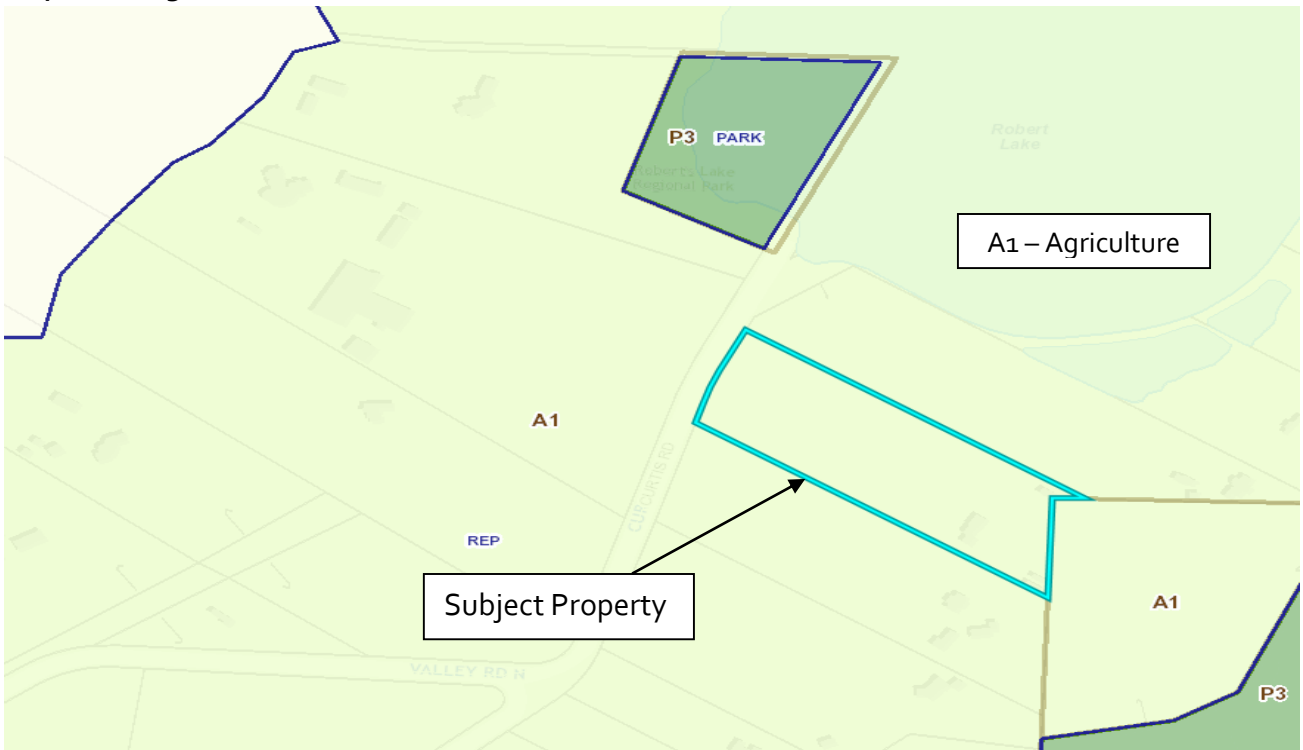 P3 PARK
Roberts Lake
Regional Park
Robert
Lake
A1 – Agriculture
A1
CURCURTIS RD
REP
Subject Property
A1
VALLEY RD N
P3